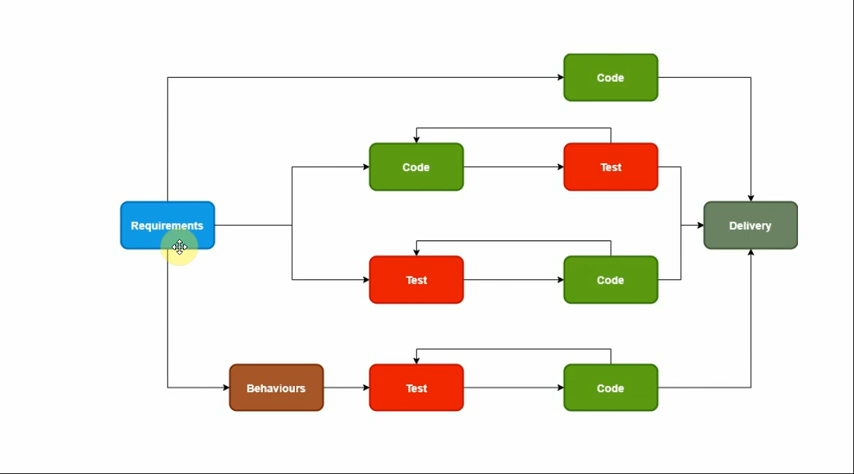 Code
Code
Test
Requirements
Delivery
Test
Code
Behaviours
Test
Code